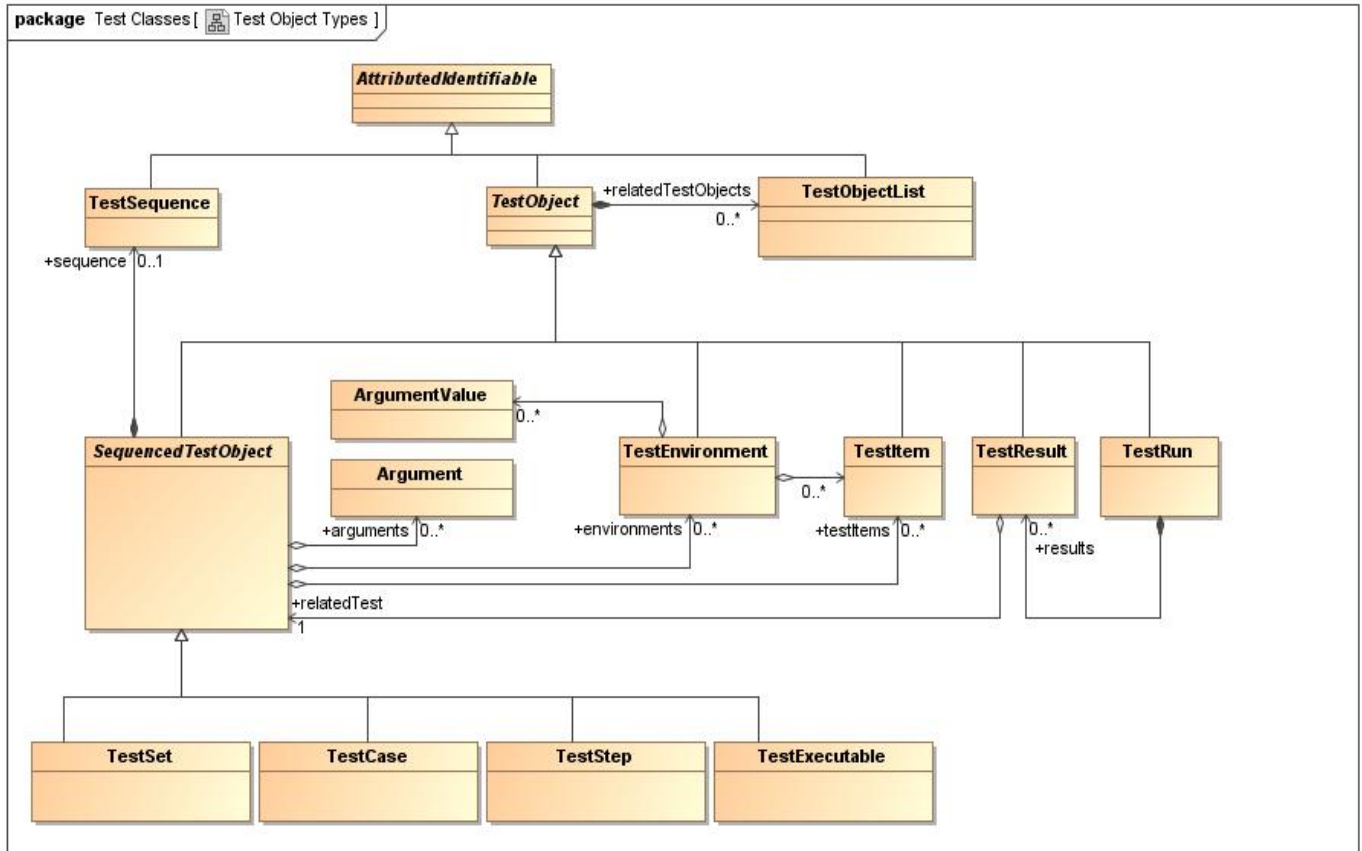 package Test Classes [ Test Object Types ]
AttributedIdentifiable
TestSequence
TestObject
+relatedTestObjects
0..*
TestObjectList
+sequence 0..1
ArgumentValue
0..*
SequencedTestObject
TestEnvironment
TestItem
TestResult
TestRun
Argument
0..*
+arguments 0..*
+environments 0..*
+testItems 0..*
0..*
+results
+relatedTest
1
TestSet
TestCase
TestStep
TestExecutable